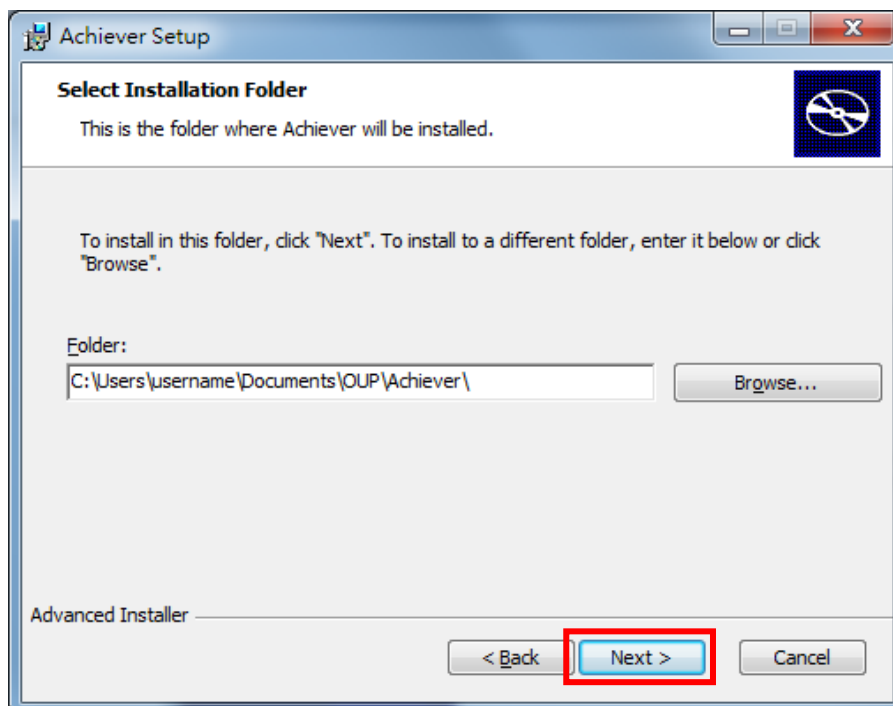 Achiever Setup
Select Installation Folder
This is the folder where Achiever will be installed.
To install in this folder, click "Next". To install to a different folder, enter it below or click
"Browse".
Folder:
C:\Users\username\Documents\OUP\Achiever\
Browse...
Advanced Installer
< Back
Next >
Cancel